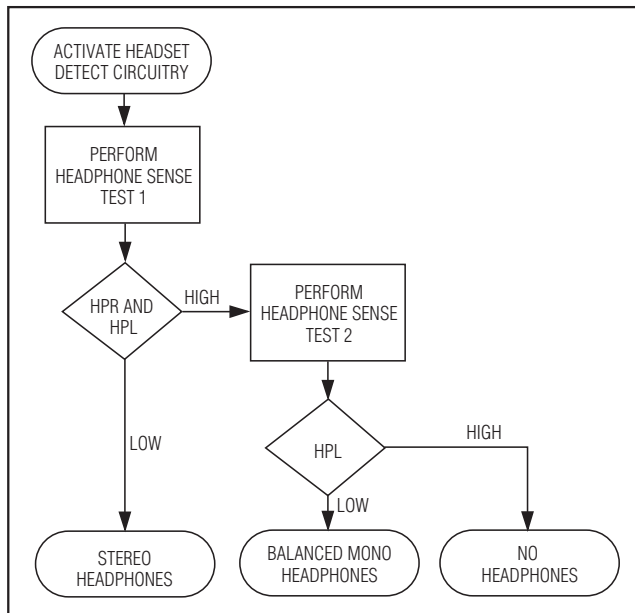 ACTIVATE HEADSET
DETECT CIRCUITRY
PERFORM
HEADPHONE SENSE
TEST 1
HPR AND
HPL
HIGH
PERFORM
HEADPHONE SENSE
TEST 2
LOW
HPL
HIGH
LOW
STEREO
HEADPHONES
BALANCED MONO
HEADPHONES
NO
HEADPHONES